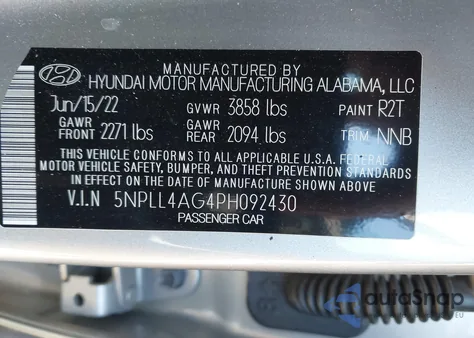 MANUFACTURED BY
HYUNDAI MOTOR MANUFACTURING ALABAMA, LLC
Jun/15/22 GVWR 3858 lbs PAINT R2T
GAWR FRONT 2271 lbs GAWR REAR 2094 lbs TRIM NNB
THIS VEHICLE CONFORMS TO ALL APPLICABLE U.S.A. FEDERAL
MOTOR VEHICLE SAFETY, BUMPER, AND THEFT PREVENTION STANDARDS
IN EFFECT ON THE DATE OF MANUFACTURE SHOWN ABOVE.
V.I.N 5NPLL4AG4PH092430
PASSENGER CAR
autoSnap